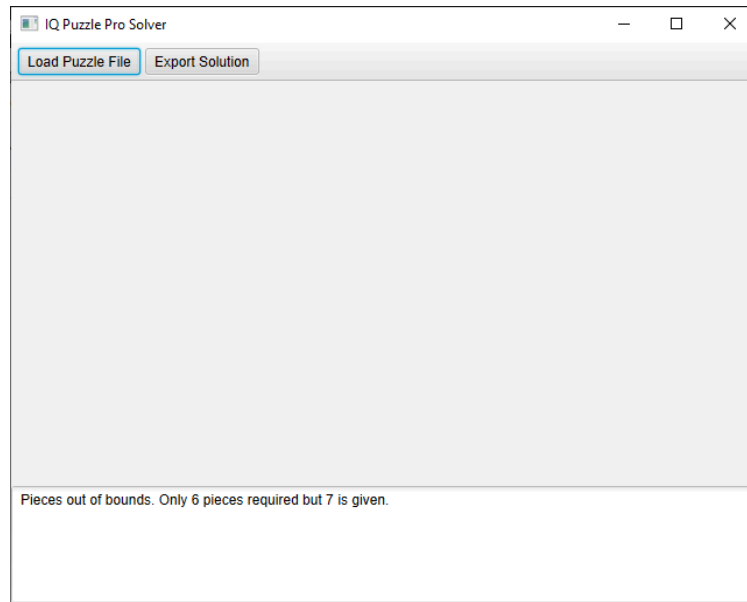 IQ Puzzle Pro Solver
Load Puzzle File Export Solution
Pieces out of bounds. Only 6 pieces required but 7 is given.